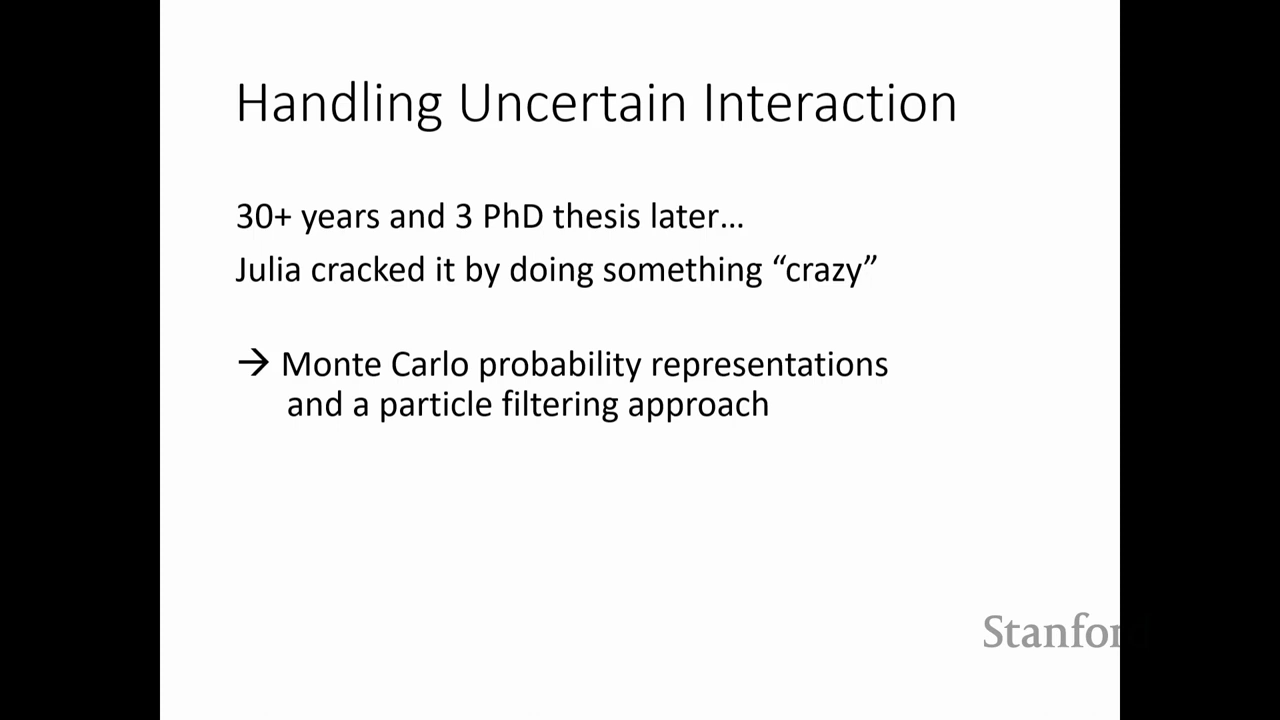 Handling Uncertain Interaction
30+ years and 3 PhD thesis later…
Julia cracked it by doing something “crazy”
→ Monte Carlo probability representations
and a particle filtering approach
Stanford